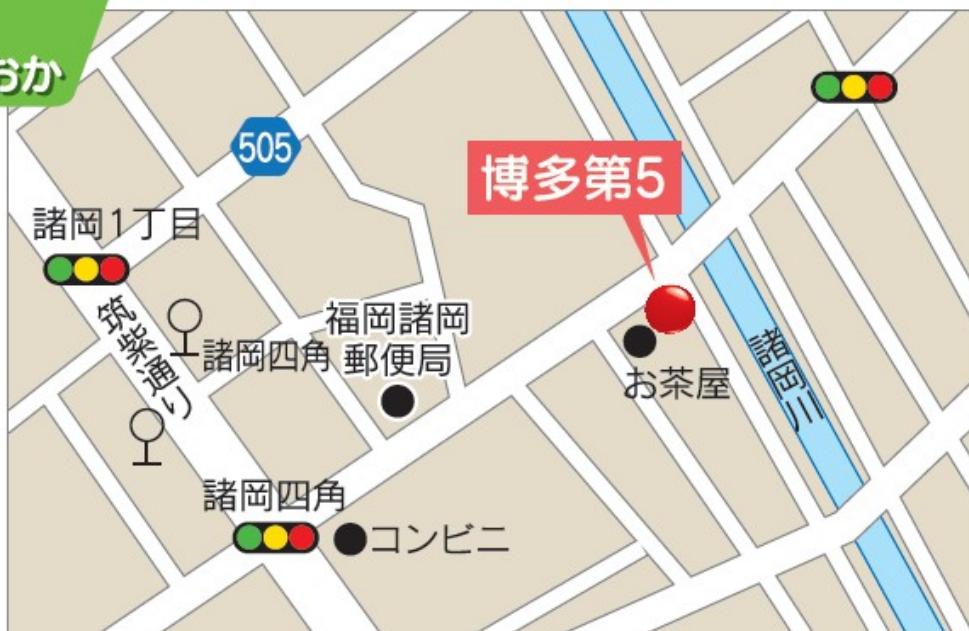 おか
505
博多第5
諸岡1丁目
筑紫通り
諸岡四角
福岡諸岡
郵便局
お茶屋
諸岡川
諸岡四角
コンビニ